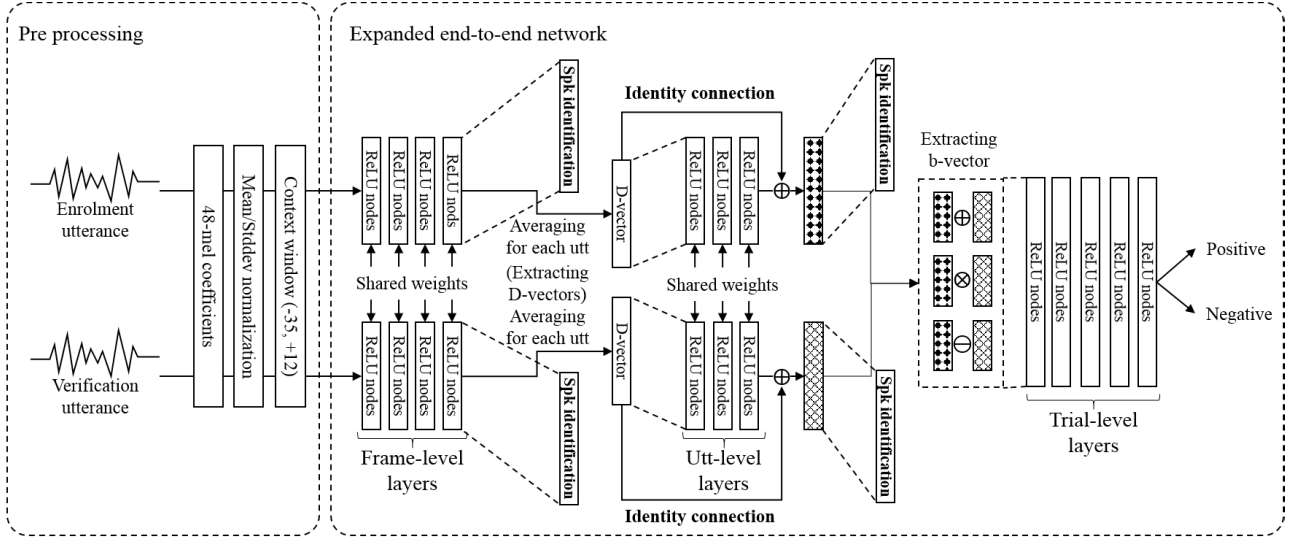 Pre processing
Enrolment
utterance
Verification
utterance
48-mel coefficients
Mean/Stddev normalization
Context window (-35, +12)
Expanded end-to-end network
ReLU nodes
ReLU nodes
ReLU nodes
ReLU nods
Spk identification
Shared weights
ReLU nodes
ReLU nodes
ReLU nodes
ReLU nodes
Spk identification
Frame-level
layers
Averaging
for each utt
(Extracting
D-vectors)
Averaging
for each utt
Identity connection
D-vector
ReLU nodes
ReLU nodes
ReLU nodes
Spk identification
Shared weights
D-vector
ReLU nodes
ReLU nodes
ReLU nodes
Spk identification
Utt-level
layers
Identity connection
Extracting
b-vector
ReLU nodes
ReLU nodes
ReLU nodes
ReLU nodes
ReLU nodes
Trial-level
layers
Positive
Negative